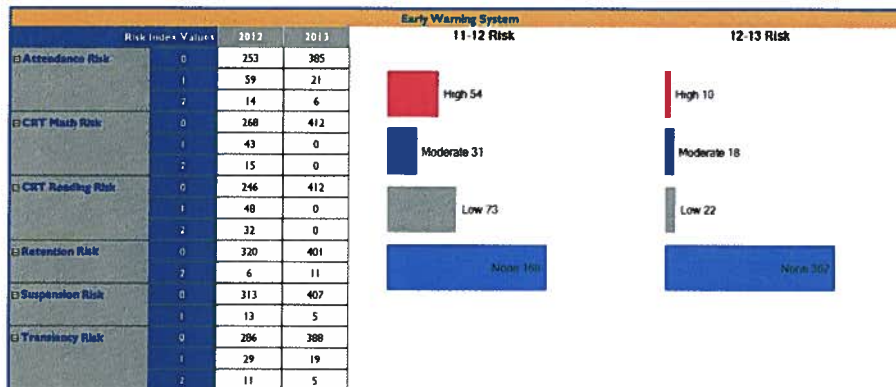 Early Warning System
Risk Index Values 2012 2013
11-12 Risk
12-13 Risk
Attendance Risk 0 253 385
1 59 21
2 14 6
CRT Math Risk 0 268 412
1 43 0
2 15 0
CRT Reading Risk 0 246 412
1 48 0
2 32 0
Retention Risk 0 320 401
2 6 11
Suspension Risk 0 313 407
1 13 5
Transiency Risk 0 286 388
1 29 19
2 11 5
High 54
Moderate 31
Low 73
None 168
High 10
Moderate 18
Low 22
None 362